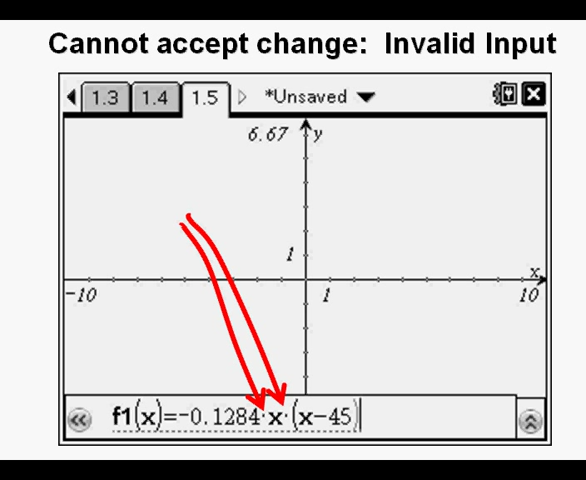 Cannot accept change: Invalid Input
1.3 1.4 1.5 *Unsaved
6.67 y
1
x
-10 1 10
f1(x)=-0.1284·x·(x-45)